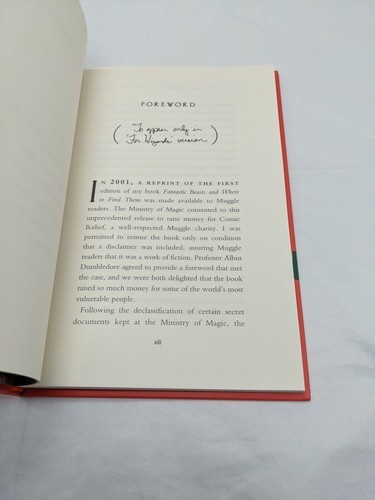 FOREWORD
(To appear only in
'For Wizards' version)
IN 2001, A REPRINT OF THE FIRST
edition of my book Fantastic Beasts and Where
to Find Them was made available to Muggle
readers. The Ministry of Magic consented to this
unprecedented release to raise money for Comic
Relief, a well-respected Muggle charity. I was
permitted to reissue the book only on condition
that a disclaimer was included, assuring Muggle
readers that it was a work of fiction. Professor Albus
Dumbledore agreed to provide a foreword that met
the case, and we were both delighted that the book
raised so much money for some of the world's most
vulnerable people.
Following the declassification of certain secret
documents kept at the Ministry of Magic, the
xiii